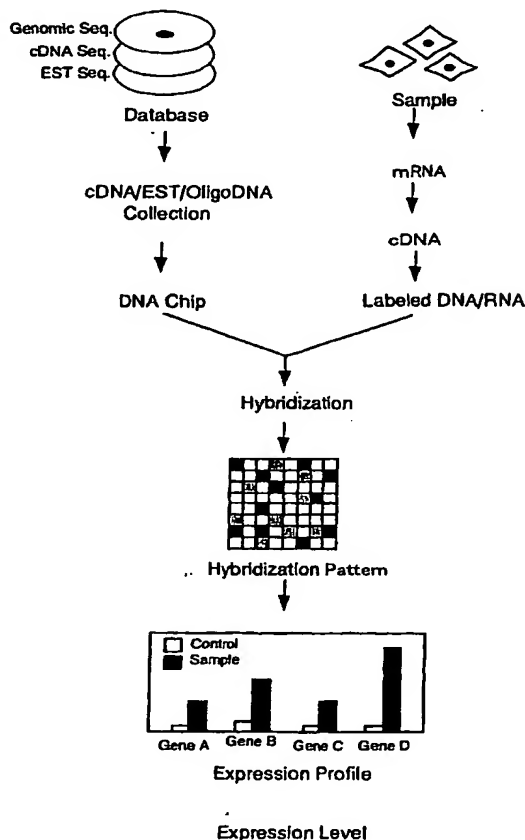 Genomic Seq.
cDNA Seq.
EST Seq.
Database
cDNA/EST/OligoDNA
Collection
DNA Chip
Sample
mRNA
cDNA
Labeled DNA/RNA
Hybridization
Hybridization Pattern
Control
Sample
Gene A Gene B Gene C Gene D
Expression Profile
Expression Level